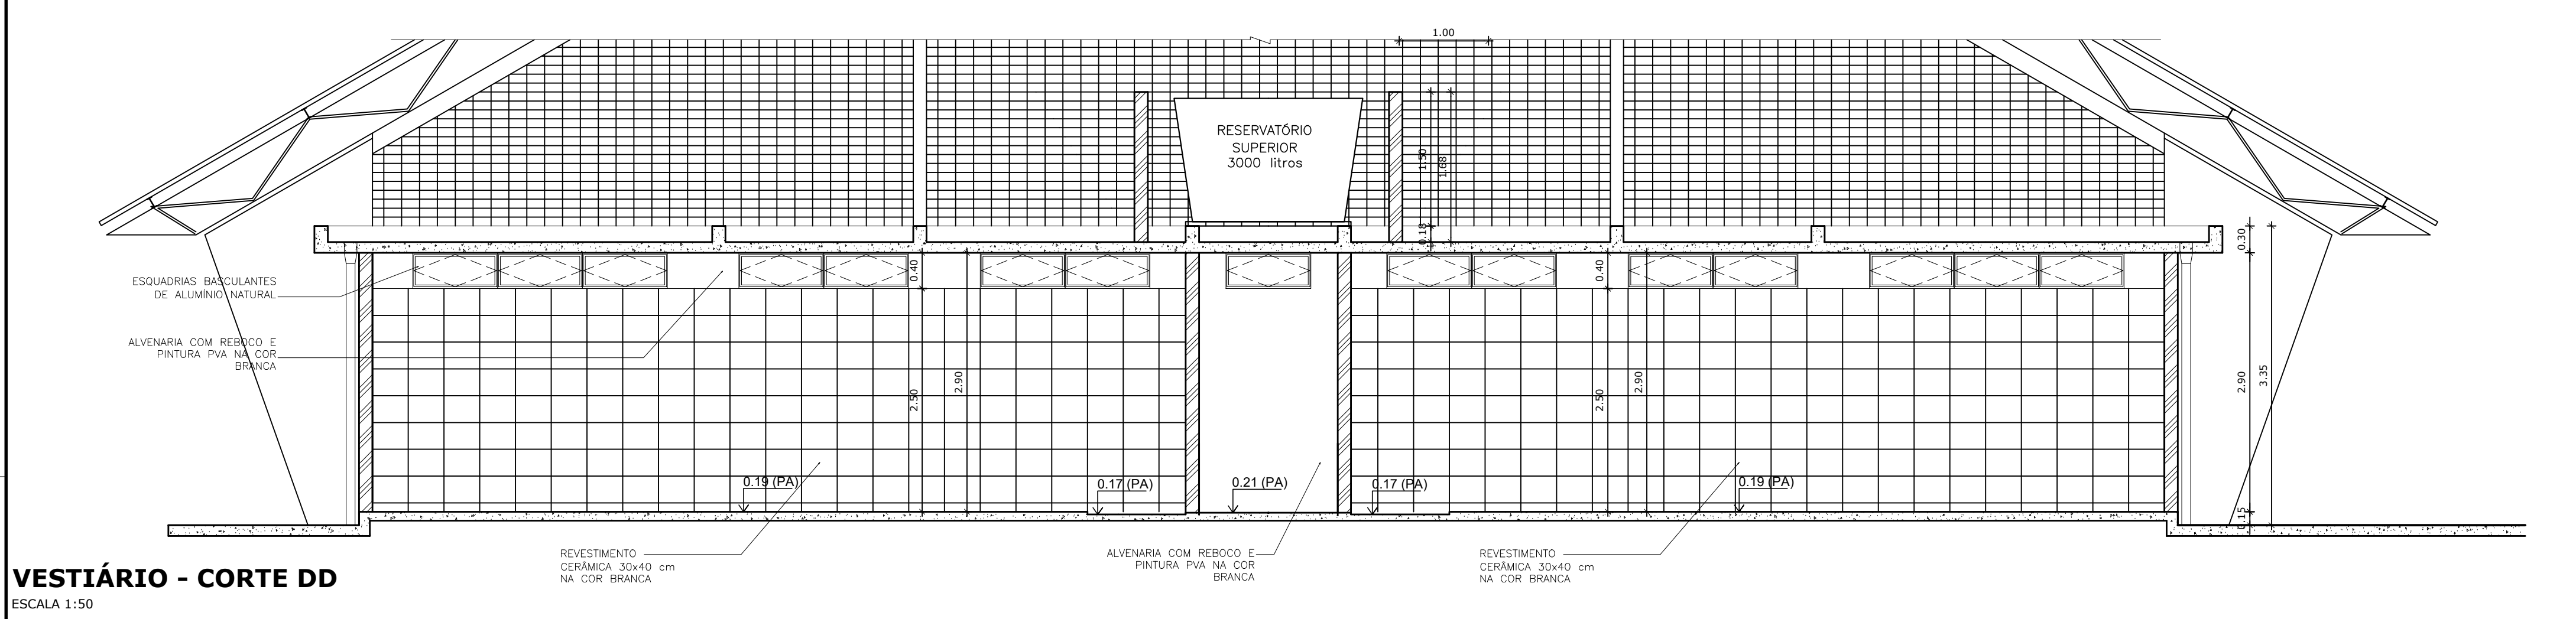 1.00
RESERVATÓRIO
SUPERIOR
3000 litros
1.50
1.68
0.18
0.30
ESQUADRIAS BASCULANTES
DE ALUMÍNIO NATURAL
0.40
0.40
ALVENARIA COM REBOCO E
PINTURA PVA NA COR
BRANCA
2.50
2.90
2.50
2.90
2.90
3.35
0.19 (PA)
0.17 (PA)
0.21 (PA)
0.17 (PA)
0.19 (PA)
0.15
REVESTIMENTO
CERÂMICA 30x40 cm
NA COR BRANCA
ALVENARIA COM REBOCO E
PINTURA PVA NA COR
BRANCA
REVESTIMENTO
CERÂMICA 30x40 cm
NA COR BRANCA
VESTIÁRIO - CORTE DD
ESCALA 1:50